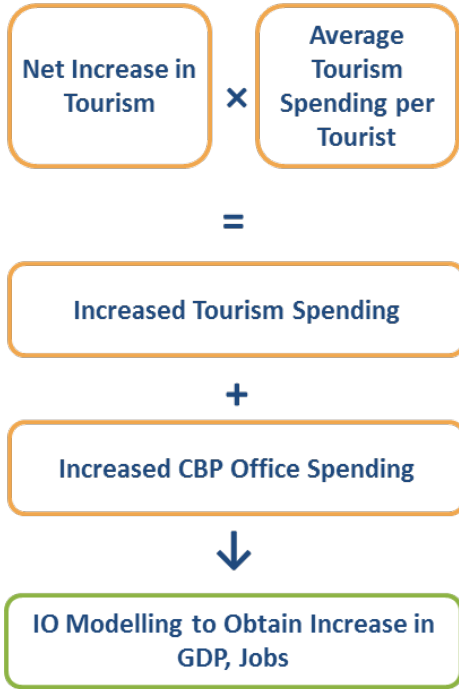 Net Increase in
Tourism
×
Average
Tourism
Spending per
Tourist
=
Increased Tourism Spending
+
Increased CBP Office Spending
↓
IO Modelling to Obtain Increase in
GDP, Jobs